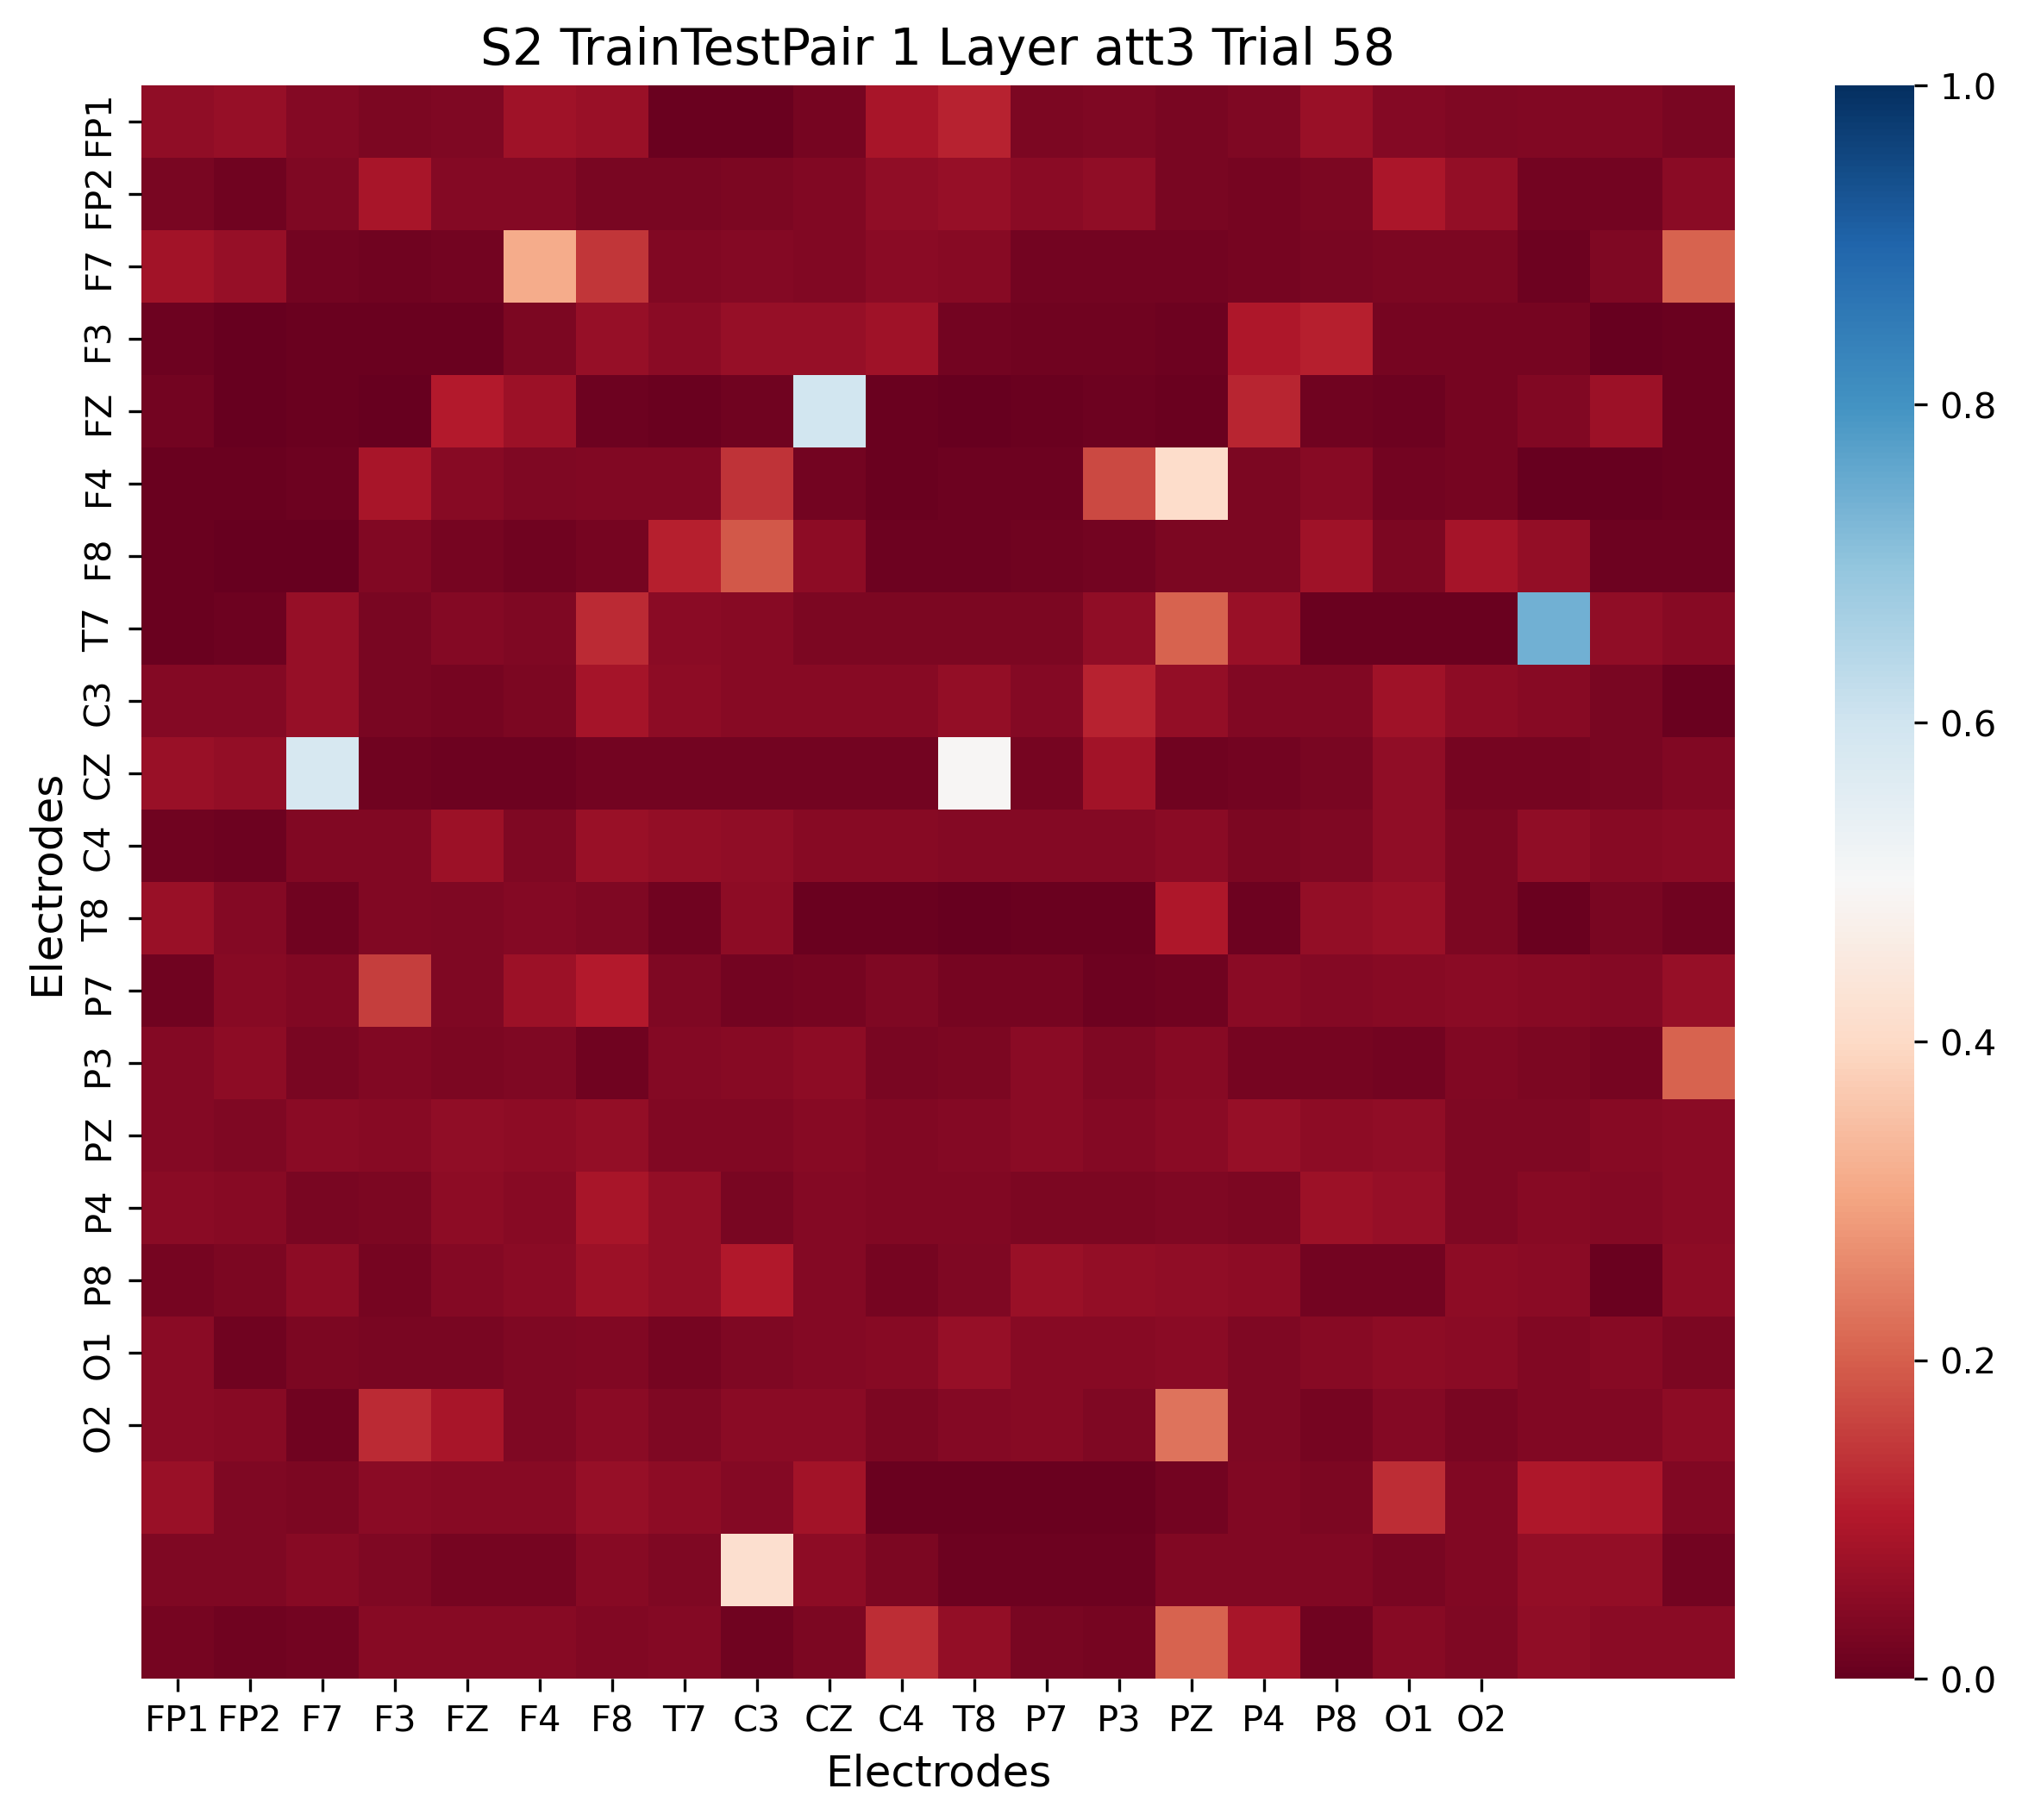 S2 TrainTestPair 1 Layer att3 Trial 58
Electrodes
FP1
FP2
F7
F3
FZ
F4
F8
T7
C3
CZ
C4
T8
P7
P3
PZ
P4
P8
O1
O2
FP1 FP2 F7 F3 FZ F4 F8 T7 C3 CZ C4 T8 P7 P3 PZ P4 P8 O1 O2
Electrodes
1.0
0.8
0.6
0.4
0.2
0.0